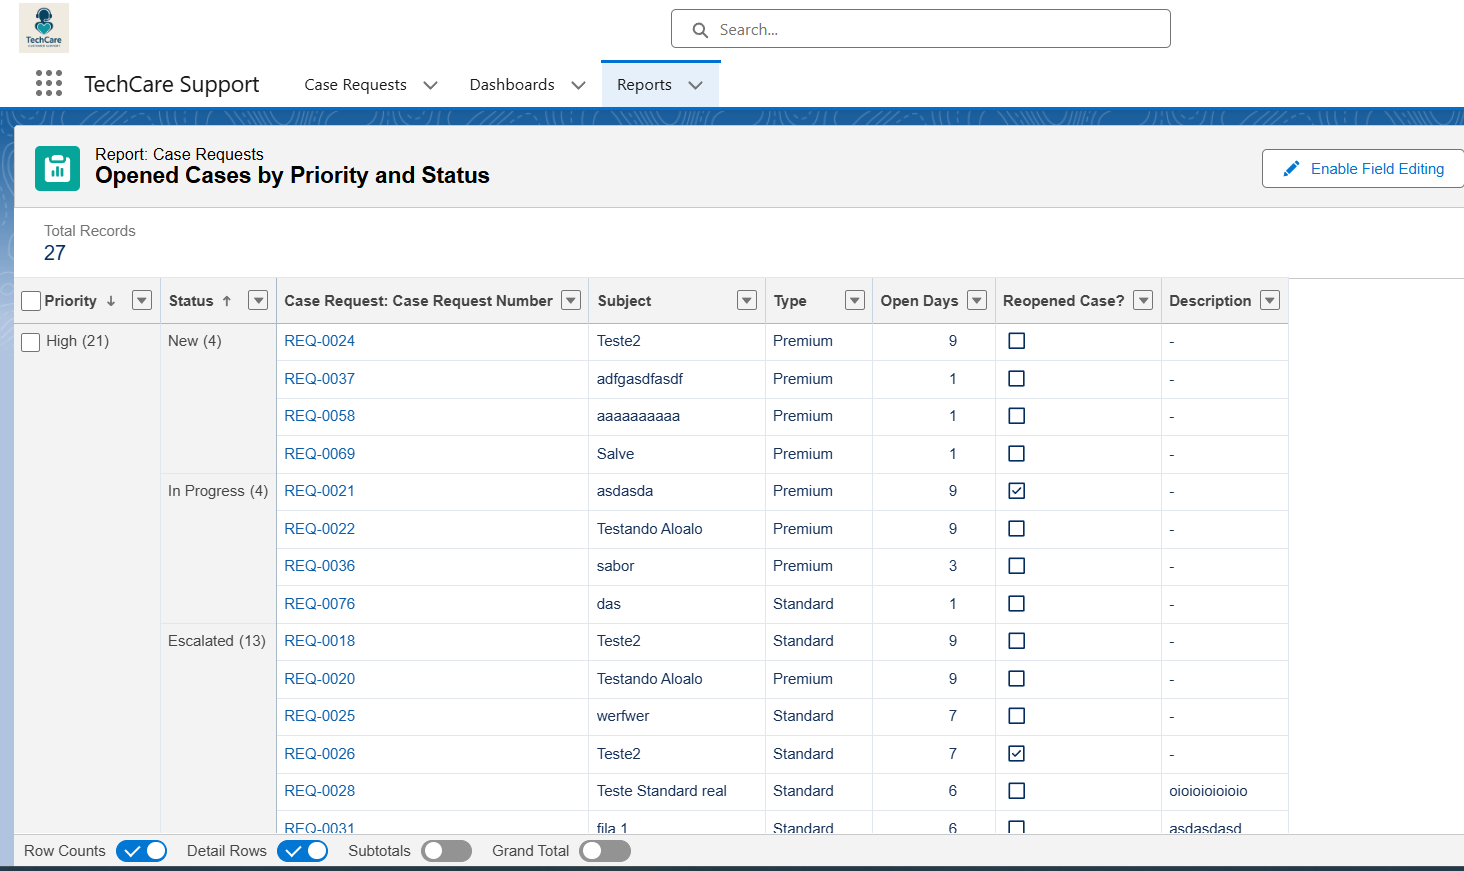 TechCare
CUSTOMER SUPPORT
Search...
TechCare Support
Case Requests
Dashboards
Reports
Report: Case Requests
Opened Cases by Priority and Status
Enable Field Editing
Total Records
27
Priority Status Case Request: Case Request Number Subject Type Open Days Reopened Case? Description
High (21) New (4) REQ-0024 Teste2 Premium 9 -
REQ-0037 adfgasdfasdf Premium 1 -
REQ-0058 aaaaaaaaaa Premium 1 -
REQ-0069 Salve Premium 1 -
In Progress (4) REQ-0021 asdasda Premium 9 -
REQ-0022 Testando Aloalo Premium 9 -
REQ-0036 sabor Premium 3 -
REQ-0076 das Standard 1 -
Escalated (13) REQ-0018 Teste2 Standard 9 -
REQ-0020 Testando Aloalo Premium 9 -
REQ-0025 werfwer Standard 7 -
REQ-0026 Teste2 Standard 7 -
REQ-0028 Teste Standard real Standard 6 oioioioioioio
REQ-0031 fila 1 Standard 6 asdasdasd
Row Counts Detail Rows Subtotals Grand Total